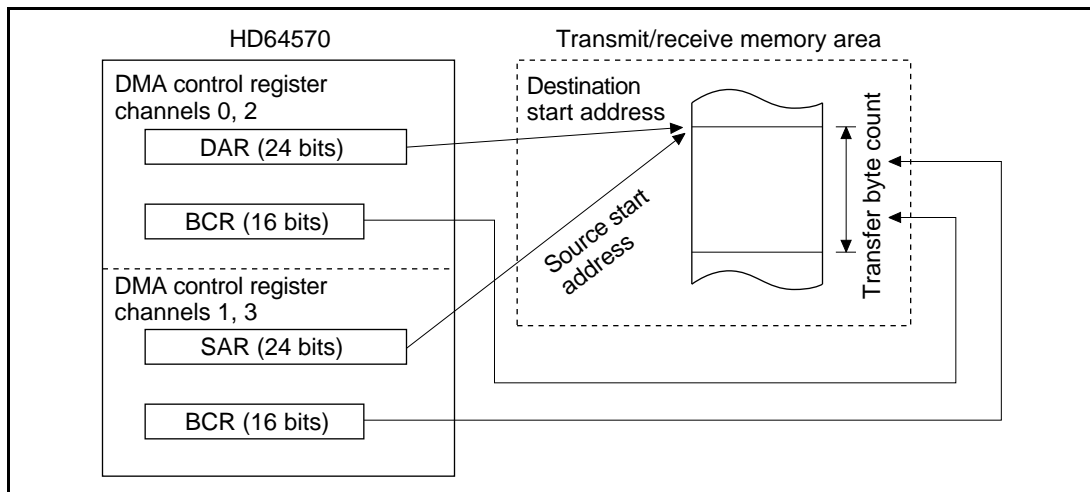 HD64570
DMA control register
channels 0, 2
DAR (24 bits)
BCR (16 bits)
DMA control register
channels 1, 3
SAR (24 bits)
BCR (16 bits)
Transmit/receive memory area
Destination
start address
Source start
address
Transfer byte count